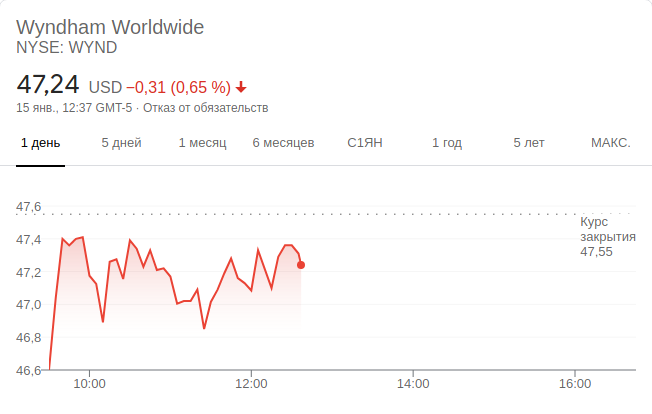 Wyndham Worldwide
NYSE: WYND
47,24 USD −0,31 (0,65 %)
15 янв., 12:37 GMT-5 · Отказ от обязательств
1 день 5 дней 1 месяц 6 месяцев С1ЯН 1 год 5 лет МАКС.
47,6
Курс
47,4
закрытия
47,55
47,2
47,0
46,8
46,6
10:00 12:00 14:00 16:00